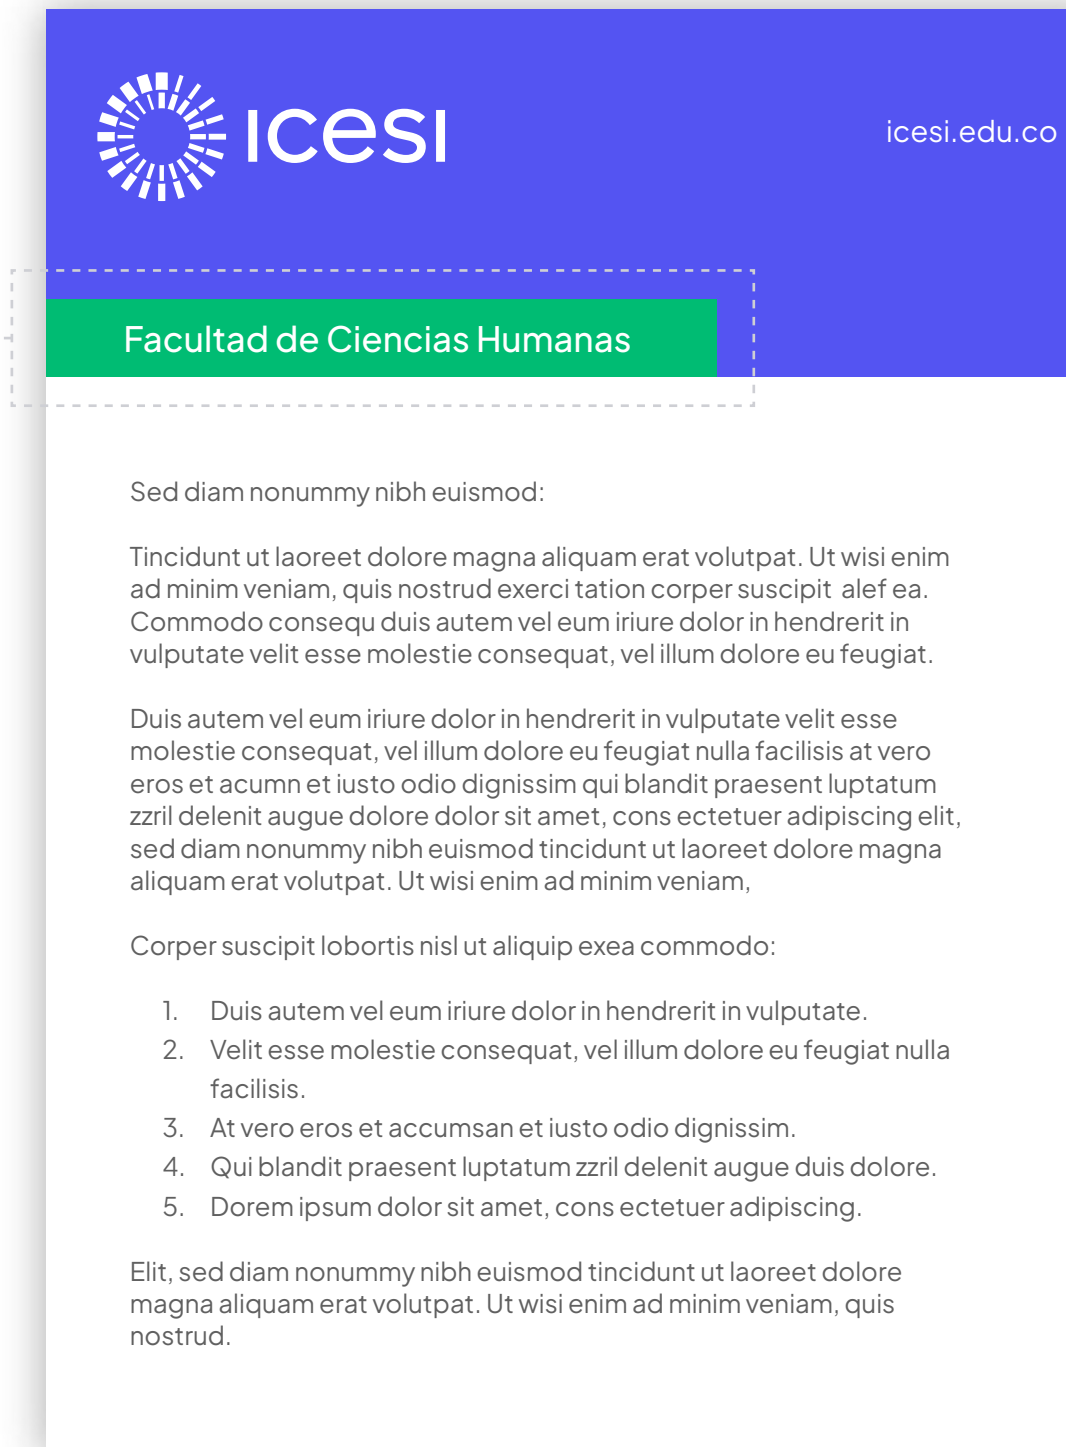 icesi
icesi.edu.co
Facultad de Ciencias Humanas
Sed diam nonummy nibh euismod:
Tincidunt ut laoreet dolore magna aliquam erat volutpat. Ut wisi enim
ad minim veniam, quis nostrud exerci tation corper suscipit  alef ea.
Commodo consequ duis autem vel eum iriure dolor in hendrerit in
vulputate velit esse molestie consequat, vel illum dolore eu feugiat.
Duis autem vel eum iriure dolor in hendrerit in vulputate velit esse
molestie consequat, vel illum dolore eu feugiat nulla facilisis at vero
eros et acumn et iusto odio dignissim qui blandit praesent luptatum
zzril delenit augue dolore dolor sit amet, cons ectetuer adipiscing elit,
sed diam nonummy nibh euismod tincidunt ut laoreet dolore magna
aliquam erat volutpat. Ut wisi enim ad minim veniam,
Corper suscipit lobortis nisl ut aliquip exea commodo:
1. Duis autem vel eum iriure dolor in hendrerit in vulputate.
2. Velit esse molestie consequat, vel illum dolore eu feugiat nulla
facilisis.
3. At vero eros et accumsan et iusto odio dignissim.
4. Qui blandit praesent luptatum zzril delenit augue duis dolore.
5. Dorem ipsum dolor sit amet, cons ectetuer adipiscing.
Elit, sed diam nonummy nibh euismod tincidunt ut laoreet dolore
magna aliquam erat volutpat. Ut wisi enim ad minim veniam, quis
nostrud.